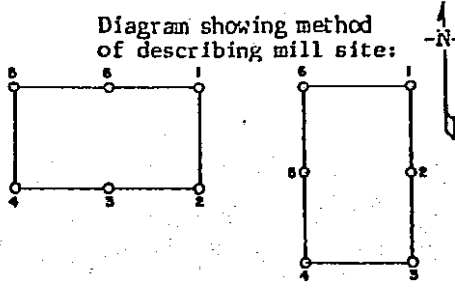 Diagram showing method
of describing mill site:
-N-
5 6 1
4 3 2
6 1
5 2
4 3